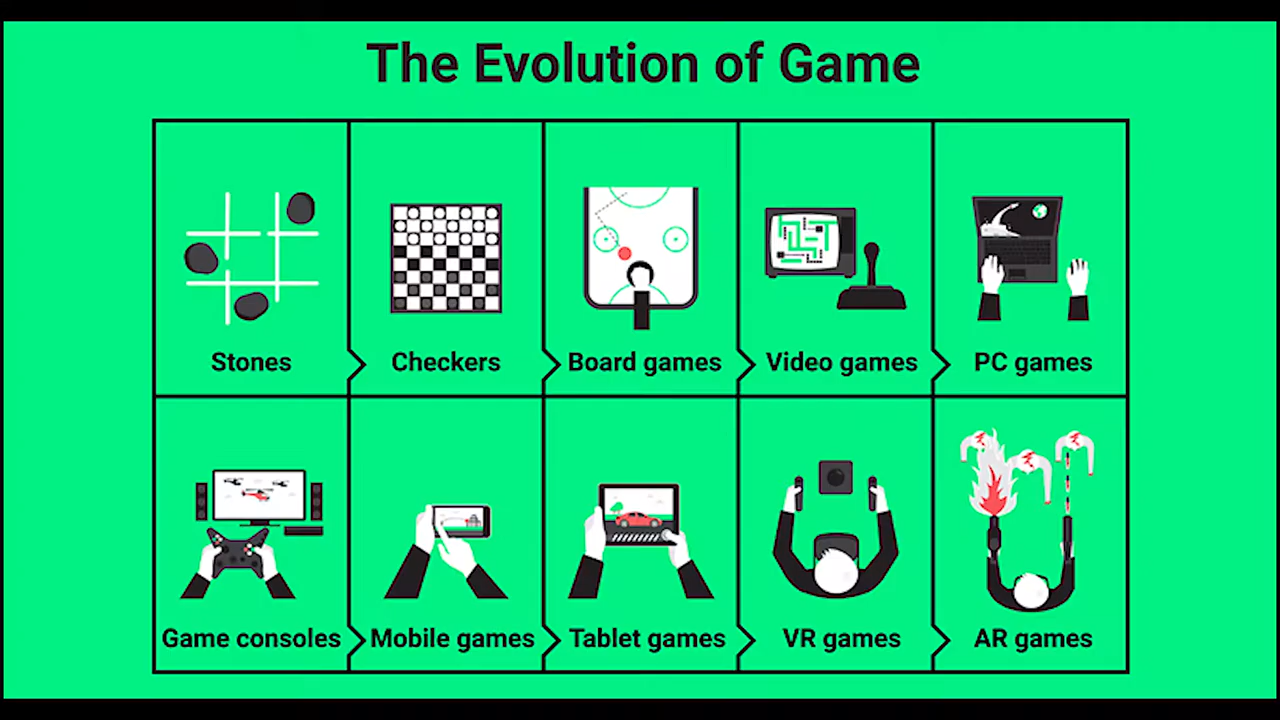 The Evolution of Game
Stones
Checkers
Board games
Video games
PC games
Game consoles
Mobile games
Tablet games
VR games
AR games